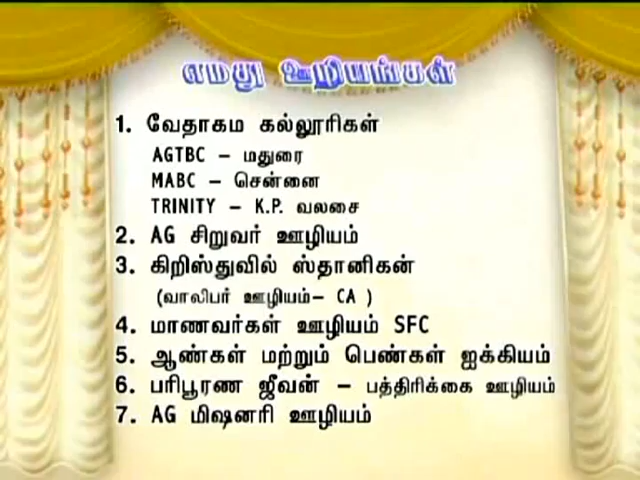 எமது ஊழியங்கள்
1. வேதாகம கல்லூரிகள்
AGTBC – மதுரை
MABC – சென்னை
TRINITY – K.P. வலசை
2. AG சிறுவர் ஊழியம்
3. கிறிஸ்துவில் ஸ்தானிகன்
(வாலிபர் ஊழியம்– CA )
4. மாணவர்கள் ஊழியம் SFC
5. ஆண்கள் மற்றும் பெண்கள் ஐக்கியம்
6. பரிபூரண ஜீவன் – பத்திரிக்கை ஊழியம்
7. AG மிஷனரி ஊழியம்